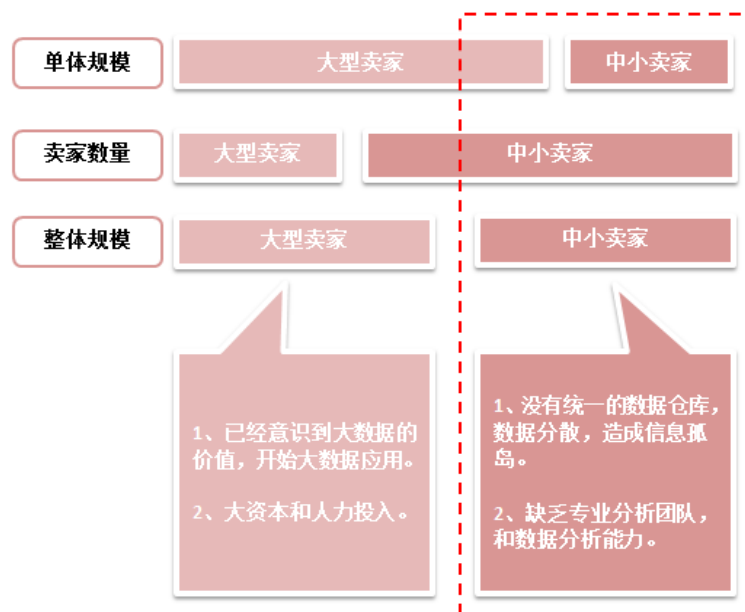 单体规模
大型卖家
中小卖家
卖家数量
大型卖家
中小卖家
整体规模
大型卖家
中小卖家
1、已经意识到大数据的
价值，开始大数据应用。
2、大资本和人力投入。
1、没有统一的数据仓库，
数据分散，造成信息孤
岛。
2、缺乏专业分析团队，
和数据分析能力。